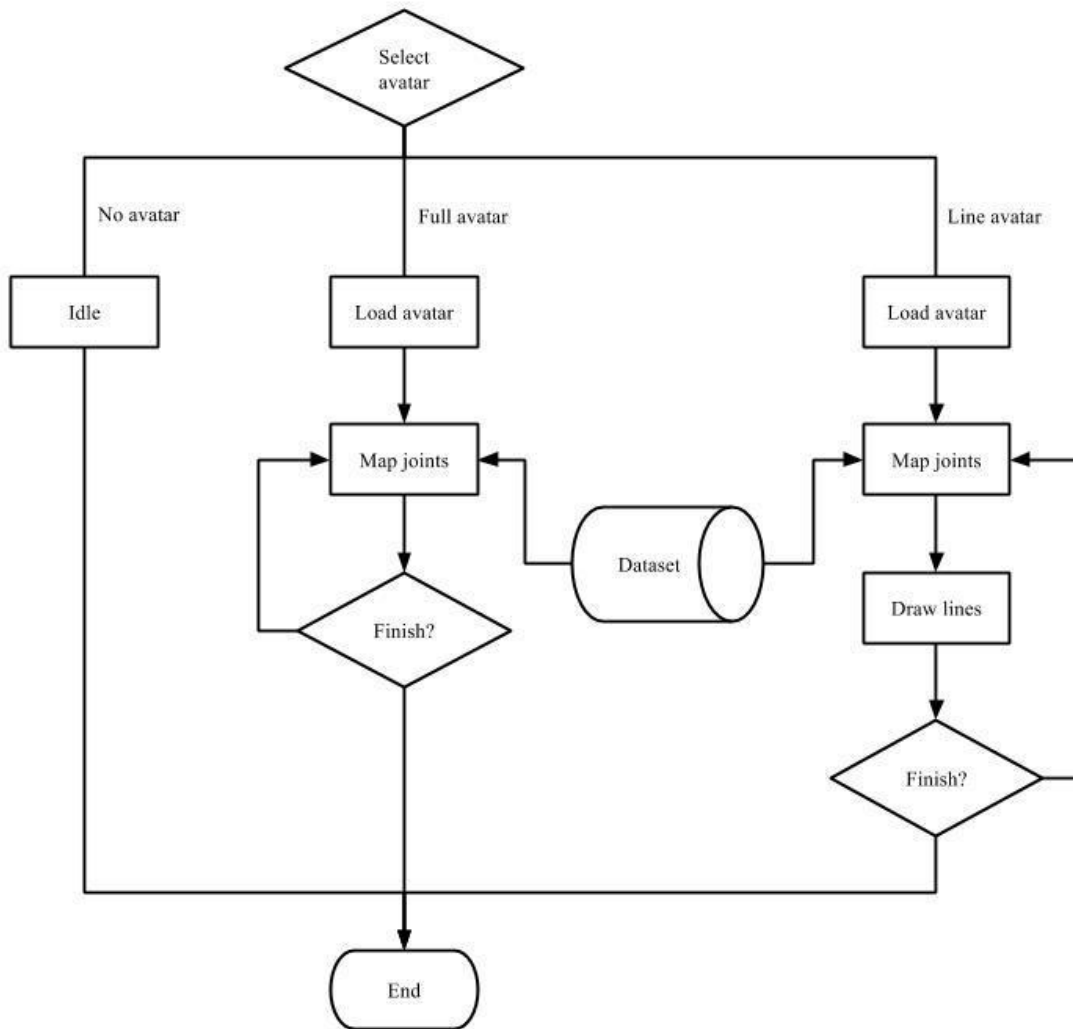 Select
avatar
No avatar
Full avatar
Line avatar
Idle
Load avatar
Load avatar
Map joints
Map joints
Dataset
Draw lines
Finish?
Finish?
End